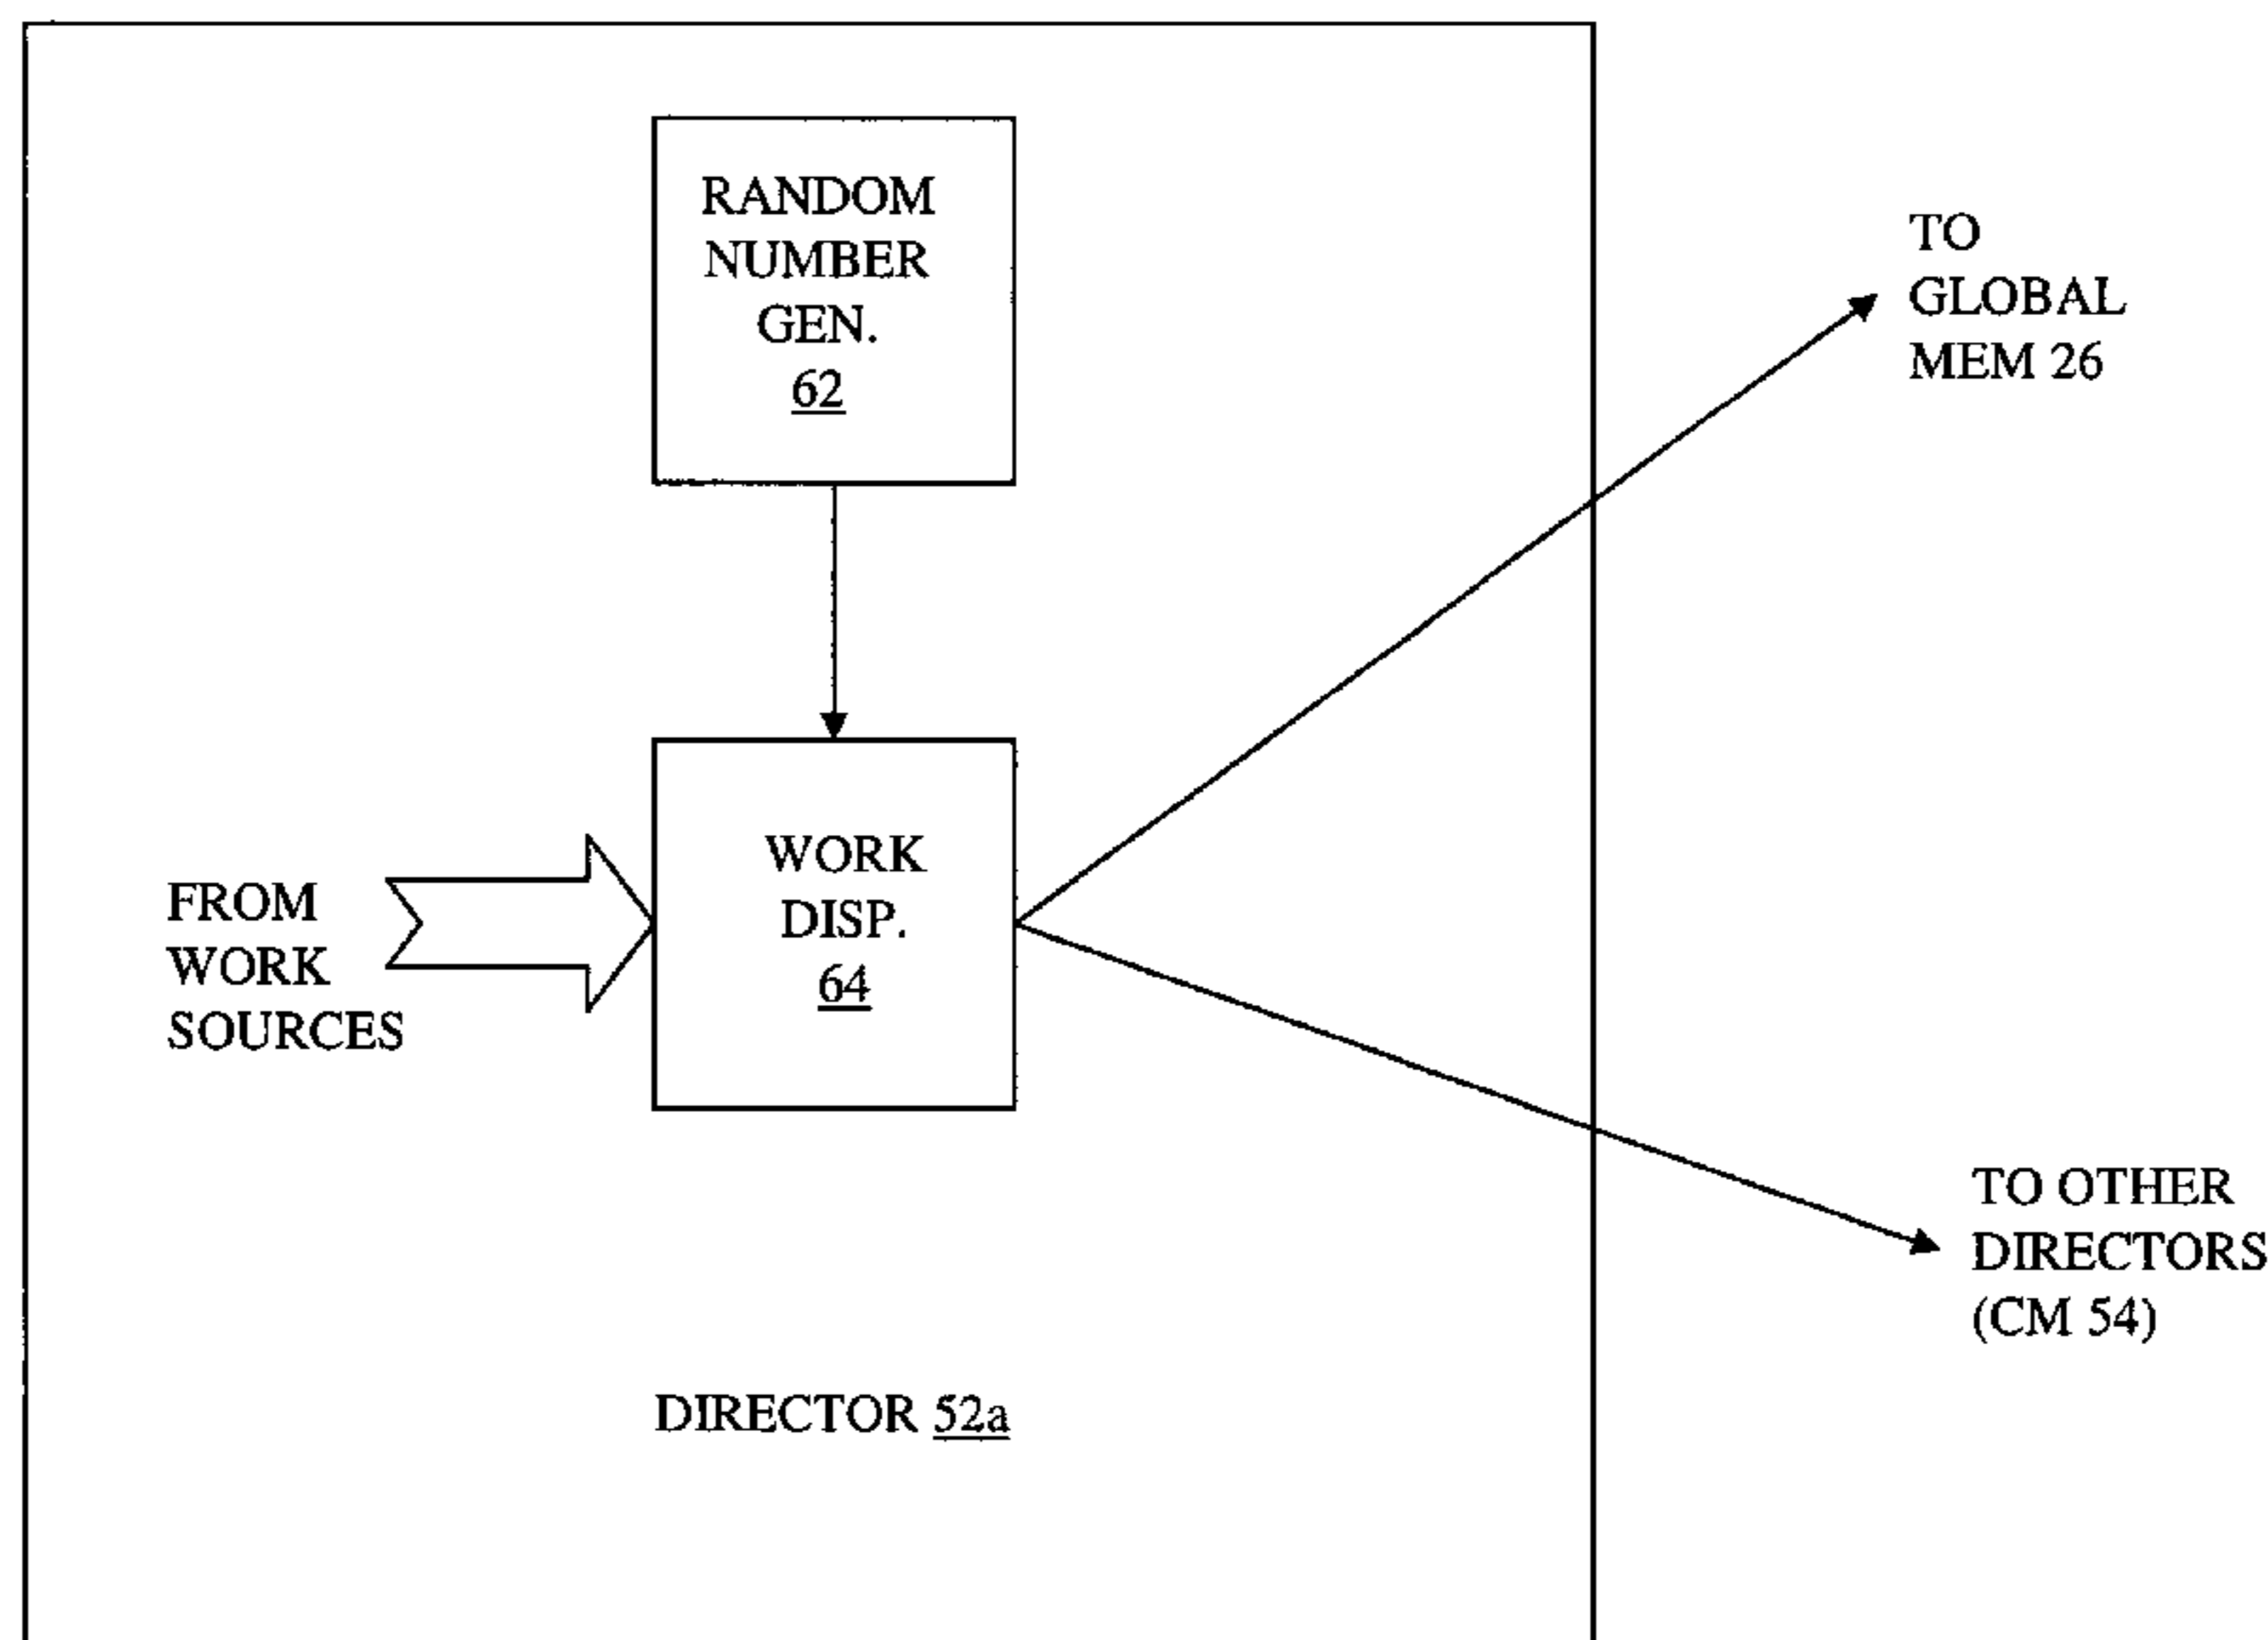 RANDOM
NUMBER
GEN.
62
TO
GLOBAL
MEM 26
WORK
DISP.
64
FROM
WORK
SOURCES
TO OTHER
DIRECTORS
(CM 54)
DIRECTOR 52a